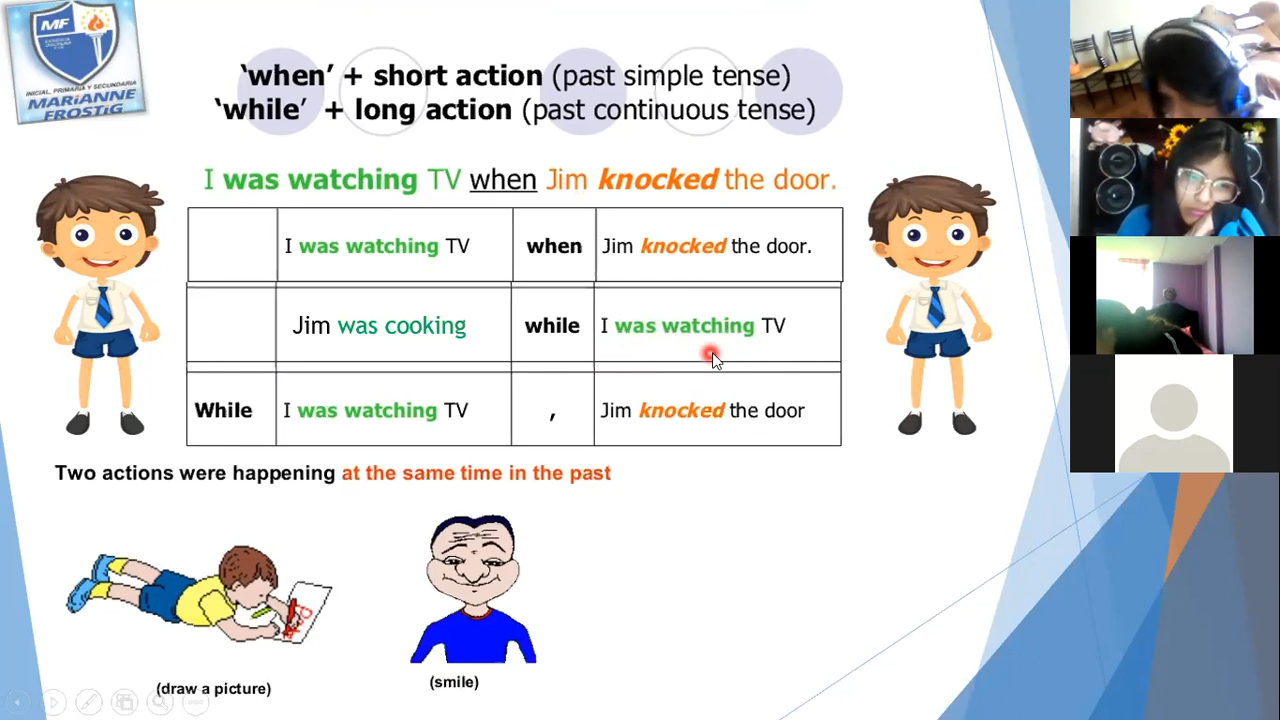 MF
INICIAL, PRIMARIA Y SECUNDARIA
MARiANNE
FROSTiG
‘when’ + short action (past simple tense)
‘while’ + long action (past continuous tense)
I was watching TV when Jim knocked the door.
I was watching TV when Jim knocked the door.
Jim was cooking while I was watching TV
While I was watching TV , Jim knocked the door
Two actions were happening at the same time in the past
(draw a picture)
(smile)